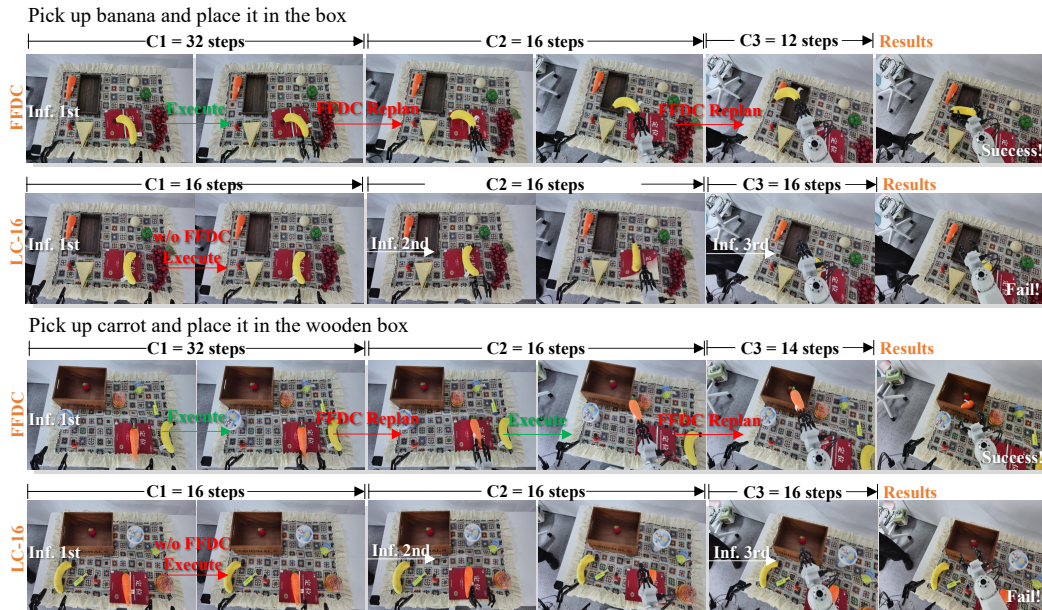 Pick up banana and place it in the box
C1 = 32 steps C2 = 16 steps C3 = 12 steps Results
FFDC
Inf. 1st Execute FFDC Replan FFDC Replan Success!
C1 = 16 steps C2 = 16 steps C3 = 16 steps Results
LC-16
Inf. 1st w/o FFDC Execute Inf. 2nd Inf. 3rd Fail!
Pick up carrot and place it in the wooden box
C1 = 32 steps C2 = 16 steps C3 = 14 steps Results
FFDC
Inf. 1st Execute FFDC Replan Execute FFDC Replan Success!
C1 = 16 steps C2 = 16 steps C3 = 16 steps Results
LC-16
Inf. 1st w/o FFDC Execute Inf. 2nd Inf. 3rd Fail!